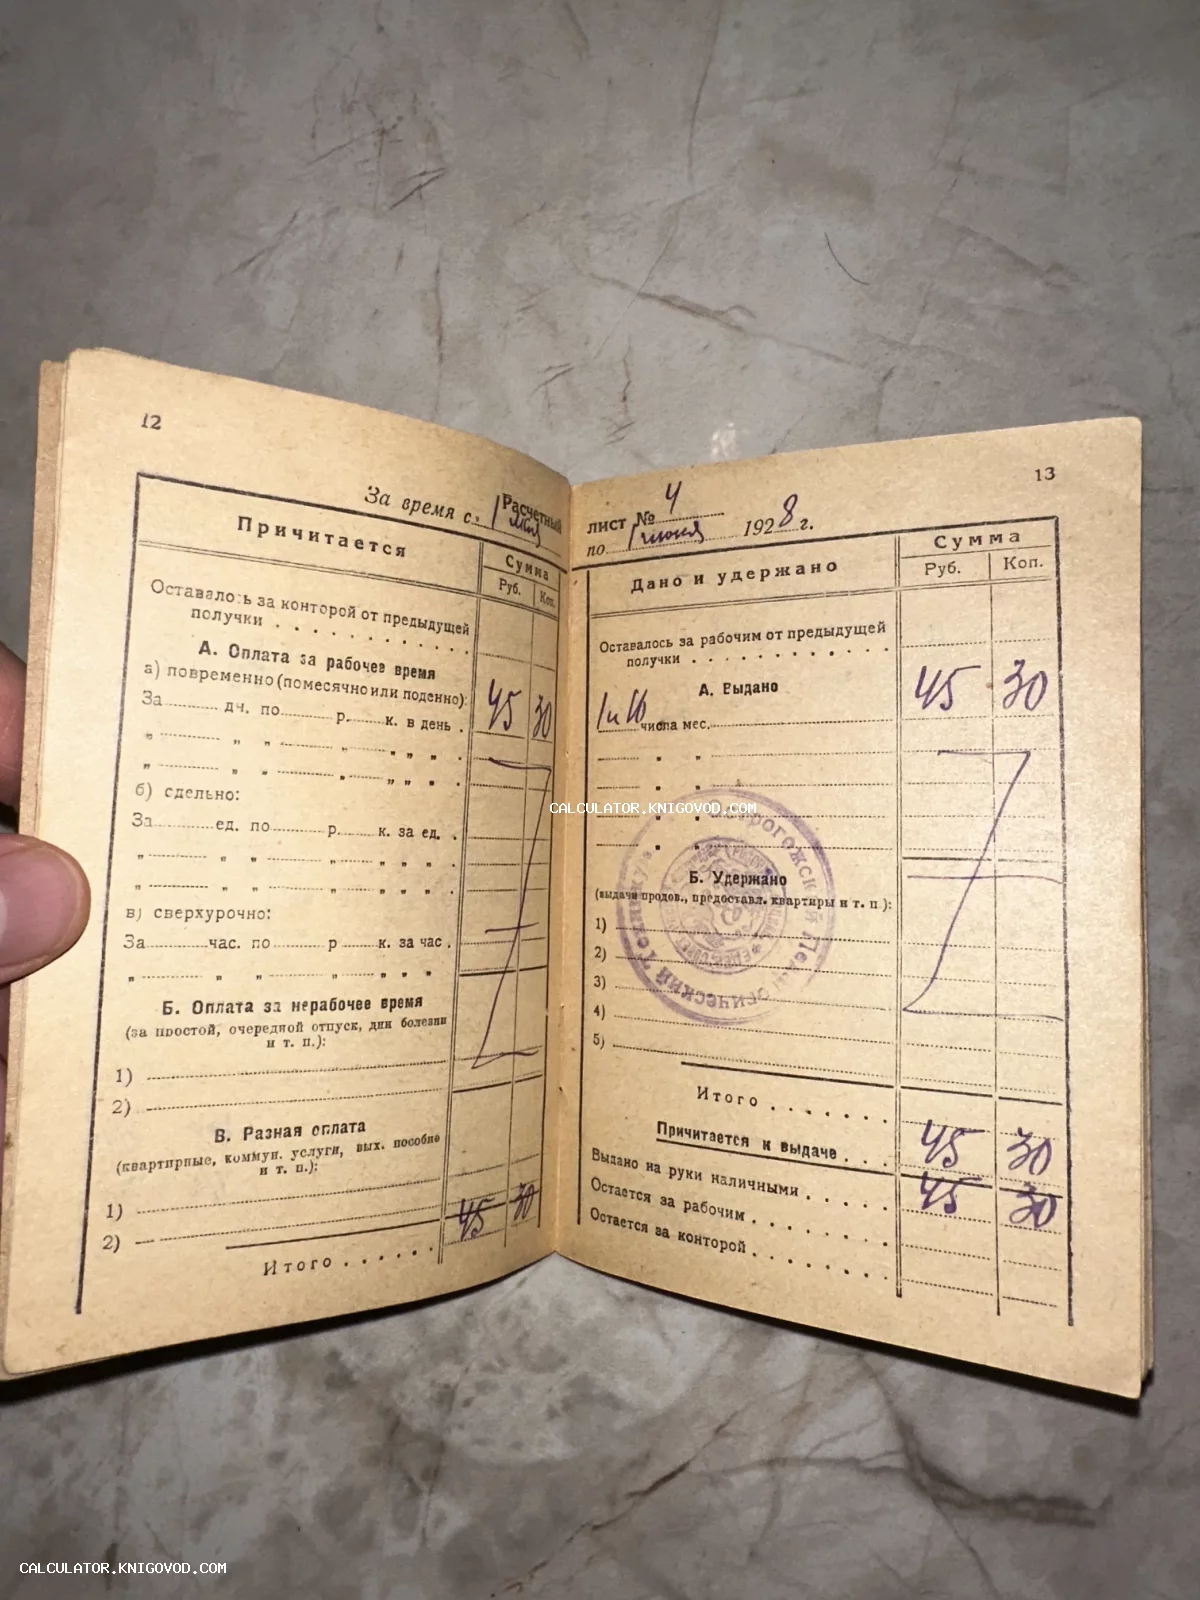 12
Расчетный
За время с 1 мая
Причитается
Сумма
Руб.
Коп.
Оставалось за конторой от предыдущей
получки . . . . . . . .
А. Оплата за рабочее время
а) повременно (помесячно или поденно):
45 30
За ........ дн. по ........ р. ...... к. в день .
„ ........ „ „ ........ „ ...... „ „ „ .
„ ........ „ „ ........ „ ...... „ „ „ .
б) сдельно:
За ........ ед. по ........ р. ...... к. за ед. .
„ ........ „ „ ........ „ ...... „ „ „ .
„ ........ „ „ ........ „ ...... „ „ „ .
в) сверхурочно:
За ........ час. по ........ р ...... к. за час .
„ ........ „ „ ........ „ ...... „ „ „ .
Б. Оплата за нерабочее время
(за простой, очередной отпуск, дни болезни
и т. п.):
1)
2)
В. Разная оплата
(квартирные, коммун. услуги, вых. пособие
и т. п.):
1)
2)
Итого . . . . . . 45 30
13
лист № 4
по 1 июня 1928 г.
Дано и удержано
Сумма
Руб.
Коп.
Оставалось за рабочим от предыдущей
получки . . . . . . . . . . .
А. Выдано
1 и 16 числа мес. 45 30
„ „
„ „
„ „
„ „
Б. Удержано
(выдачи продов., предоставл. квартиры и т. п.):
1)
2)
3)
4)
5)
Итого . . . . . . .
Причитается к выдаче . . . 45 30
Выдано на руки наличными . . . . . 45 30
Остается за рабочим . . . . . . .
Остается за конторой . . . . . . .
Педагогический Техникум
CALCULATOR.KNIGOVOD.COM
CALCULATOR.KNIGOVOD.COM